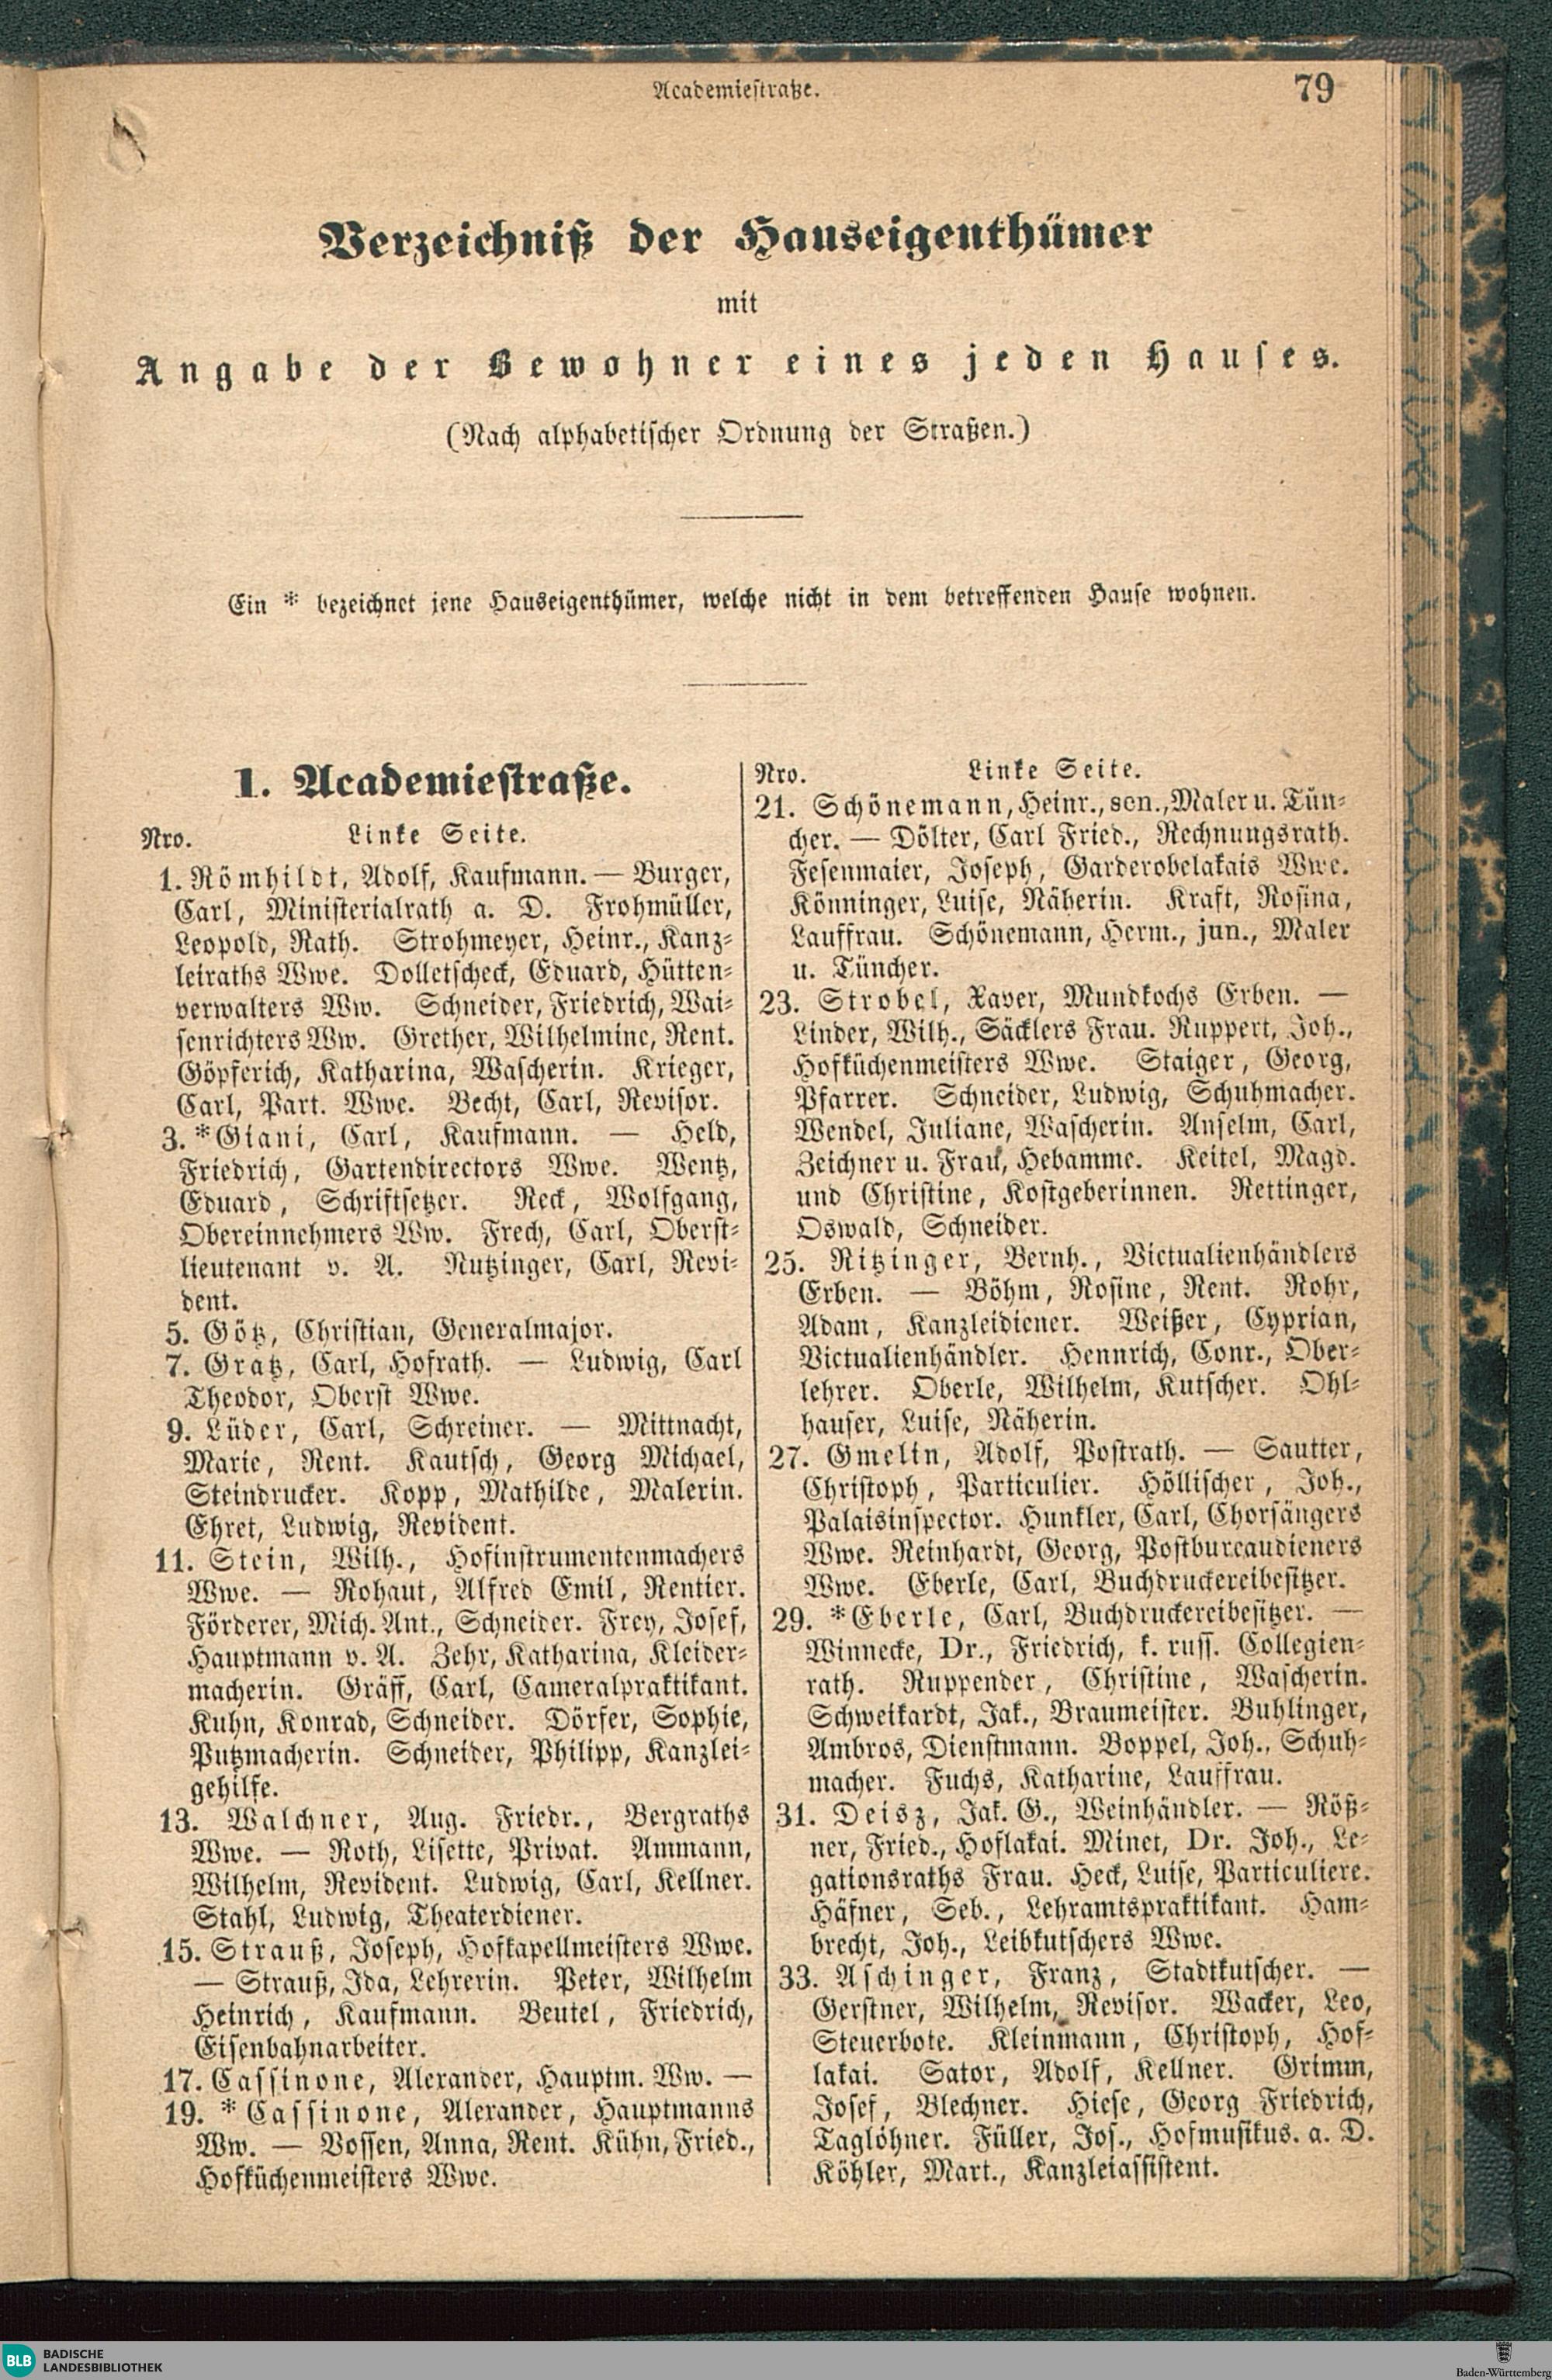 Academiestraße.
79
Verzeichniß der Hauseigenthümer
mit
Angabe der Bewohner eines jeden Hauses.
(Nach alphabetischer Ordnung der Straßen.)
Ein * bezeichnet jene Hauseigenthümer, welche nicht in dem betreffenden Hause wohnen.
1. Academiestraße.
Nro. Linke Seite.
1. Römhildt, Adolf, Kaufmann. — Burger,
Carl, Ministerialrath a. D. Frohmüller,
Leopold, Rath. Strohmeyer, Heinr., Kanz-
leiraths Wwe. Dolletscheck, Eduard, Hütten-
verwalters Ww. Schneider, Friedrich, Wai-
senrichters Ww. Grether, Wilhelmine, Rent.
Göpferich, Katharina, Wascherin. Krieger,
Carl, Part. Wwe. Becht, Carl, Revisor.
3. *Giani, Carl, Kaufmann. — Held,
Friedrich, Gartendirectors Wwe. Wentz,
Eduard, Schriftsetzer. Reck, Wolfgang,
Obereinnehmers Ww. Frech, Carl, Oberst-
lieutenant v. A. Nutzinger, Carl, Revi-
dent.
5. Götz, Christian, Generalmajor.
7. Gratz, Carl, Hofrath. — Ludwig, Carl
Theodor, Oberst Wwe.
9. Lüder, Carl, Schreiner. — Mittnacht,
Marie, Rent. Kautsch, Georg Michael,
Steindrucker. Kopp, Mathilde, Malerin.
Ehret, Ludwig, Revident.
11. Stein, Wilh., Hofinstrumentenmachers
Wwe. — Rohaut, Alfred Emil, Rentier.
Förderer, Mich. Ant., Schneider. Frey, Josef,
Hauptmann v. A. Zehr, Katharina, Kleider-
macherin. Gräff, Carl, Cameralpraktikant.
Kuhn, Konrad, Schneider. Dörfer, Sophie,
Putzmacherin. Schneider, Philipp, Kanzlei-
gehilfe.
13. Walchner, Aug. Friedr., Bergraths
Wwe. — Roth, Lisette, Privat. Ammann,
Wilhelm, Revident. Ludwig, Carl, Kellner.
Stahl, Ludwig, Theaterdiener.
15. Strauß, Joseph, Hofkapellmeisters Wwe.
— Strauß, Ida, Lehrerin. Peter, Wilhelm
Heinrich, Kaufmann. Beutel, Friedrich,
Eisenbahnarbeiter.
17. Cassinone, Alexander, Hauptm. Ww. —
19. * Cassinone, Alexander, Hauptmanns
Ww. — Vossen, Anna, Rent. Kühn, Fried.,
Hofküchenmeisters Wwe.
Nro. Linke Seite.
21. Schönemann, Heinr., sen., Maler u. Tün-
cher. — Dölter, Carl Fried., Rechnungsrath.
Fesenmaier, Joseph, Garderobelakais Wwe.
Könninger, Luise, Näherin. Kraft, Rosina,
Lauffrau. Schönemann, Herm., jun., Maler
u. Tüncher.
23. Strobel, Xaver, Mundkochs Erben. —
Linder, Wilh., Säcklers Frau. Ruppert, Joh.,
Hofküchenmeisters Wwe. Staiger, Georg,
Pfarrer. Schneider, Ludwig, Schuhmacher.
Wendel, Juliane, Wascherin. Anselm, Carl,
Zeichner u. Frau, Hebamme. Keitel, Magd.
und Christine, Kostgeberinnen. Rettinger,
Oswald, Schneider.
25. Ritzinger, Bernh., Victualienhändlers
Erben. — Böhm, Rosine, Rent. Rohr,
Adam, Kanzleidiener. Weißer, Cyprian,
Victualienhändler. Hennrich, Conr., Ober-
lehrer. Oberle, Wilhelm, Kutscher. Ohl-
hauser, Luise, Näherin.
27. Gmelin, Adolf, Postrath. — Sautter,
Christoph, Particulier. Höllischer, Joh.,
Palaisinspector. Hunkler, Carl, Chorsängers
Wwe. Reinhardt, Georg, Postbureaudieners
Wwe. Eberle, Carl, Buchdruckereibesitzer.
29. *Eberle, Carl, Buchdruckereibesitzer. —
Winnecke, Dr., Friedrich, k. russ. Collegien-
rath. Ruppender, Christine, Wascherin.
Schweikardt, Jak., Braumeister. Buhlinger,
Ambros, Dienstmann. Boppel, Joh., Schuh-
macher. Fuchs, Katharine, Lauffrau.
31. Deisz, Jak. G., Weinhändler. — Röß-
ner, Fried., Hoflakai. Minet, Dr. Joh., Le-
gationsraths Frau. Heck, Luise, Particuliere.
Häfner, Seb., Lehramtspraktikant. Ham-
brecht, Joh., Leibkutschers Wwe.
33. Aschinger, Franz, Stadtkutscher. —
Gerstner, Wilhelm, Revisor. Wacker, Leo,
Steuerbote. Kleinmann, Christoph, Hof-
lakai. Sator, Adolf, Kellner. Grimm,
Josef, Blechner. Hiese, Georg Friedrich,
Taglöhner. Füller, Jos., Hofmusikus. a. D.
Köhler, Mart., Kanzleiassistent.
BLB BADISCHE
LANDESBIBLIOTHEK
Baden-Württemberg